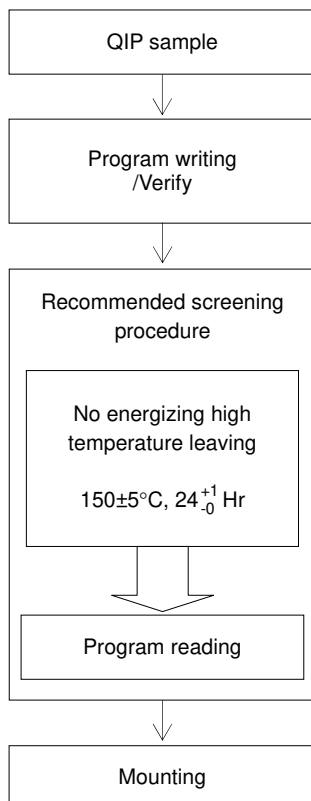 QIP sample
Program writing
/Verify
Recommended screening
procedure
No energizing high
temperature leaving
150±5°C, 24 +1 -0 Hr
Program reading
Mounting